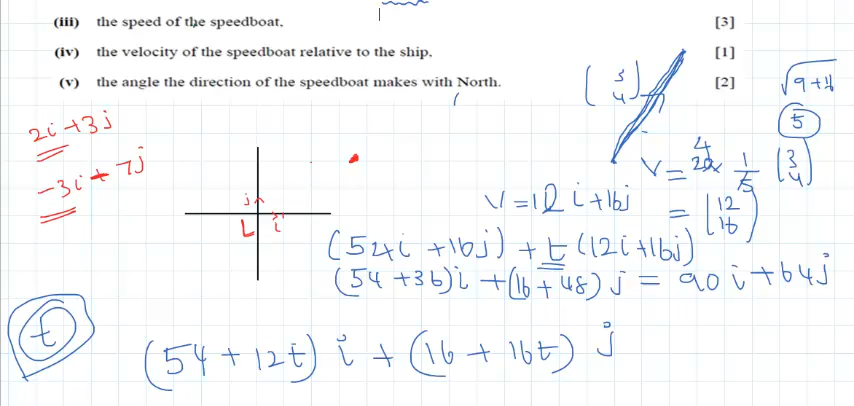 (iii) the speed of the speedboat, [3]
(iv) the velocity of the speedboat relative to the ship, [1]
(v) the angle the direction of the speedboat makes with North. [2]
2i + 3j
-3i + 7j
j
L i
(3 4)
√9+16
5
V = 1/5 (3 4)
V = 12 i + 16j
= [12 16]
(54i + 16j) + t (12i + 16j)
(54 + 36) i + (16 + 48) j = 90 i + 64j
t
(54 + 12t) i + (16 + 16t) j